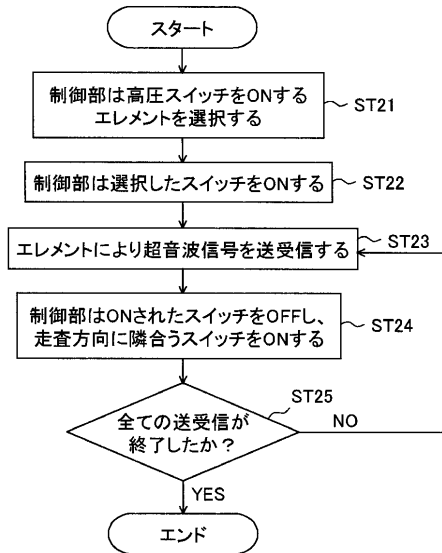 スタート
制御部は高圧スイッチをONする
エレメントを選択する
ST21
制御部は選択したスイッチをONする
ST22
エレメントにより超音波信号を送受信する
ST23
制御部はONされたスイッチをOFFし、
走査方向に隣合うスイッチをONする
ST24
全ての送受信が
終了したか？
ST25
NO
YES
エンド